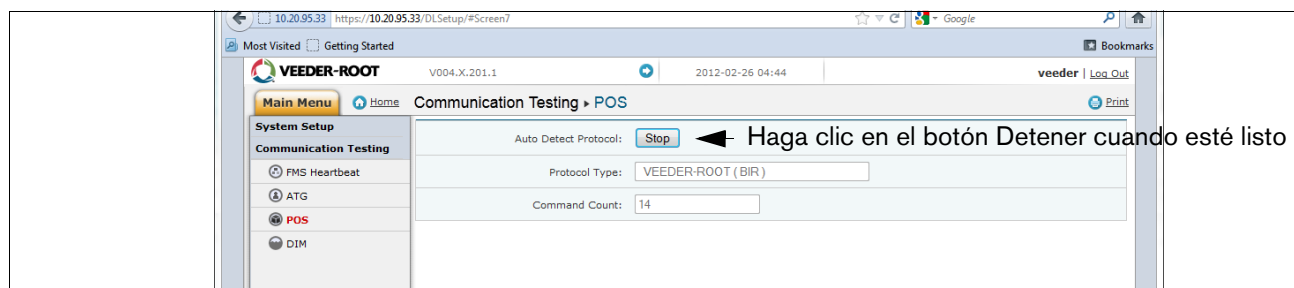 10.20.95.33 https://10.20.95.33/DLSetup/#Screen7 Google
Most Visited Getting Started Bookmarks
VEEDER-ROOT V004.X.201.1 2012-02-26 04:44 veeder | Log Out
Main Menu Home Communication Testing ▸ POS Print
System Setup
Communication Testing
FMS Heartbeat
ATG
POS
DIM
Auto Detect Protocol: Stop Haga clic en el botón Detener cuando esté listo
Protocol Type: VEEDER-ROOT ( BIR )
Command Count: 14